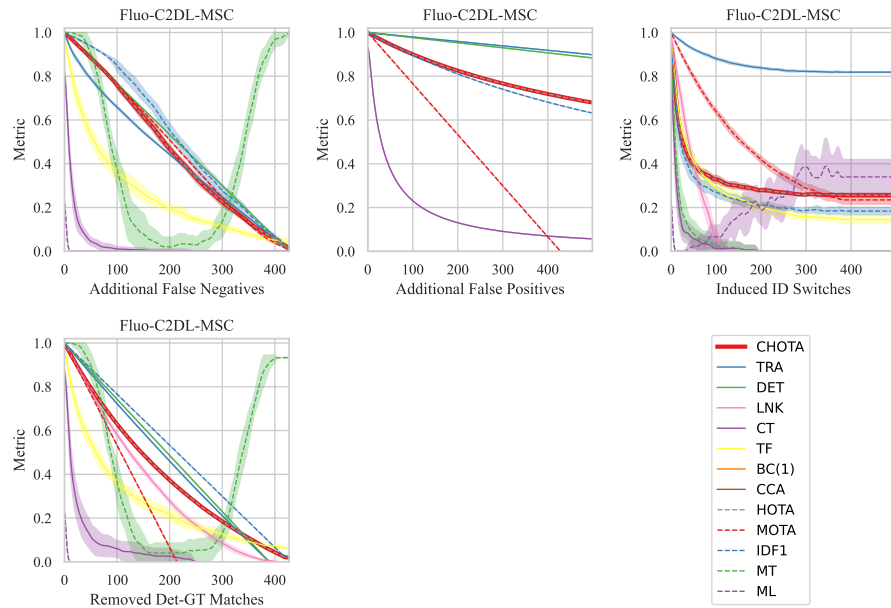 Fluo-C2DL-MSC
Fluo-C2DL-MSC
Fluo-C2DL-MSC
1.0
0.8
0.6
0.4
0.2
0.0
Metric
0
100
200
300
400
Additional False Negatives
1.0
0.8
0.6
0.4
0.2
0.0
Metric
0
100
200
300
400
Additional False Positives
1.0
0.8
0.6
0.4
0.2
0.0
Metric
0
100
200
300
400
Induced ID Switches
Fluo-C2DL-MSC
1.0
0.8
0.6
0.4
0.2
0.0
Metric
0
100
200
300
400
Removed Det-GT Matches
CHOTA
TRA
DET
LNK
CT
TF
BC(1)
CCA
HOTA
MOTA
IDF1
MT
ML